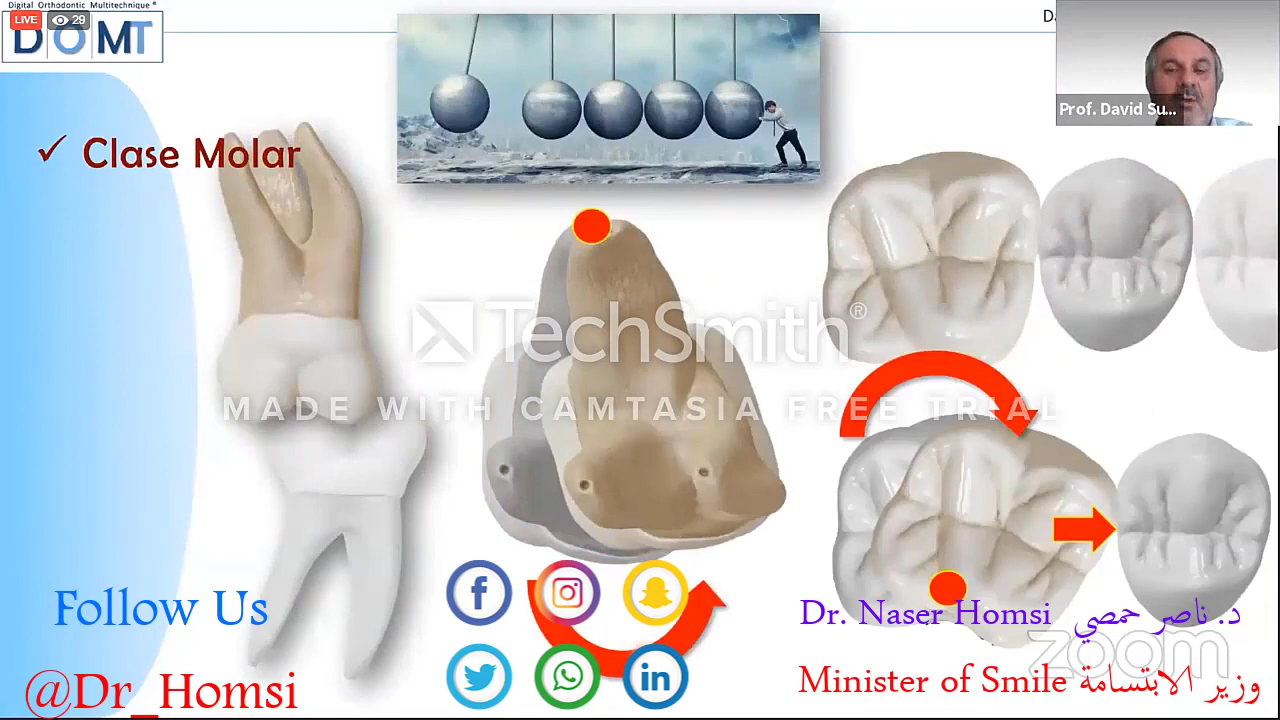 Digital Orthodontic Multitechnique ®
LIVE 29
DOMT
Prof. David Su...
✓ Clase Molar
TechSmith®
MADE WITH CAMTASIA FREE TRIAL
Follow Us
@Dr_Homsi
Dr. Naser Homsi د. ناصر حمصي
zoom
Minister of Smile وزير الابتسامة